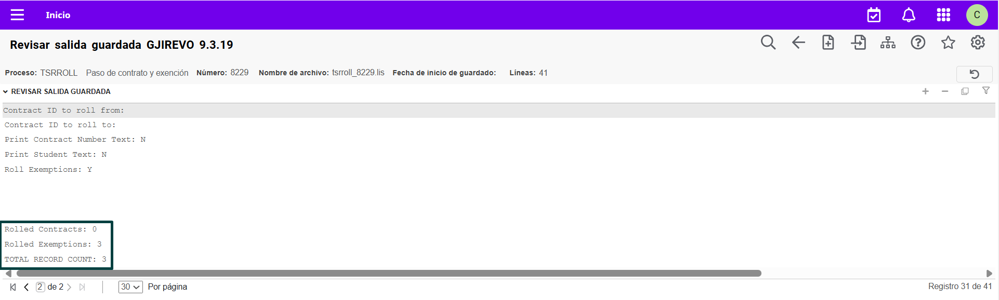 Inicio
C
Revisar salida guardada GJIREVO 9.3.19
Proceso: TSRROLL Paso de contrato y exención Número: 8229 Nombre de archivo: tsrroll_8229.lis Fecha de inicio de guardado: Líneas: 41
REVISAR SALIDA GUARDADA
Contract ID to roll from:
Contract ID to roll to:
Print Contract Number Text: N
Print Student Text: N
Roll Exemptions: Y
Rolled Contracts: 0
Rolled Exemptions: 3
TOTAL RECORD COUNT: 3
2 de 2 30 Por página Registro 31 de 41